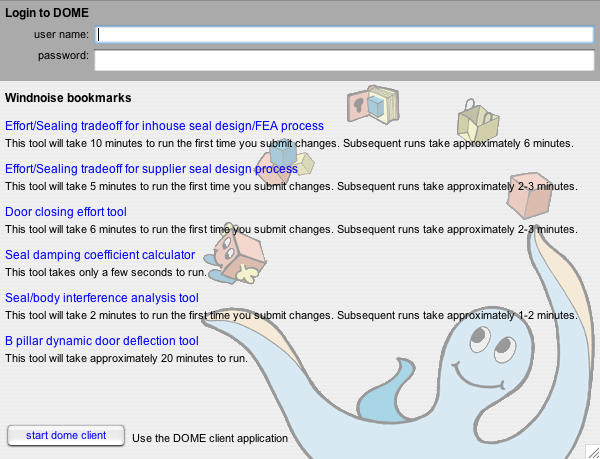 Login to DOME
user name:
password:
Windnoise bookmarks
Effort/Sealing tradeoff for inhouse seal design/FEA process
This tool will take 10 minutes to run the first time you submit changes. Subsequent runs take approximately 6 minutes.
Effort/Sealing tradeoff for supplier seal design process
This tool will take 5 minutes to run the first time you submit changes. Subsequent runs take approximately 2-3 minutes.
Door closing effort tool
This tool will take 6 minutes to run the first time you submit changes. Subsequent runs take approximately 2-3 minutes.
Seal damping coefficient calculator
This tool takes only a few seconds to run.
Seal/body interference analysis tool
This tool will take 2 minutes to run the first time you submit changes. Subsequent runs take approximately 1-2 minutes.
B pillar dynamic door deflection tool
This tool will take approximately 20 minutes to run.
start dome client Use the DOME client application